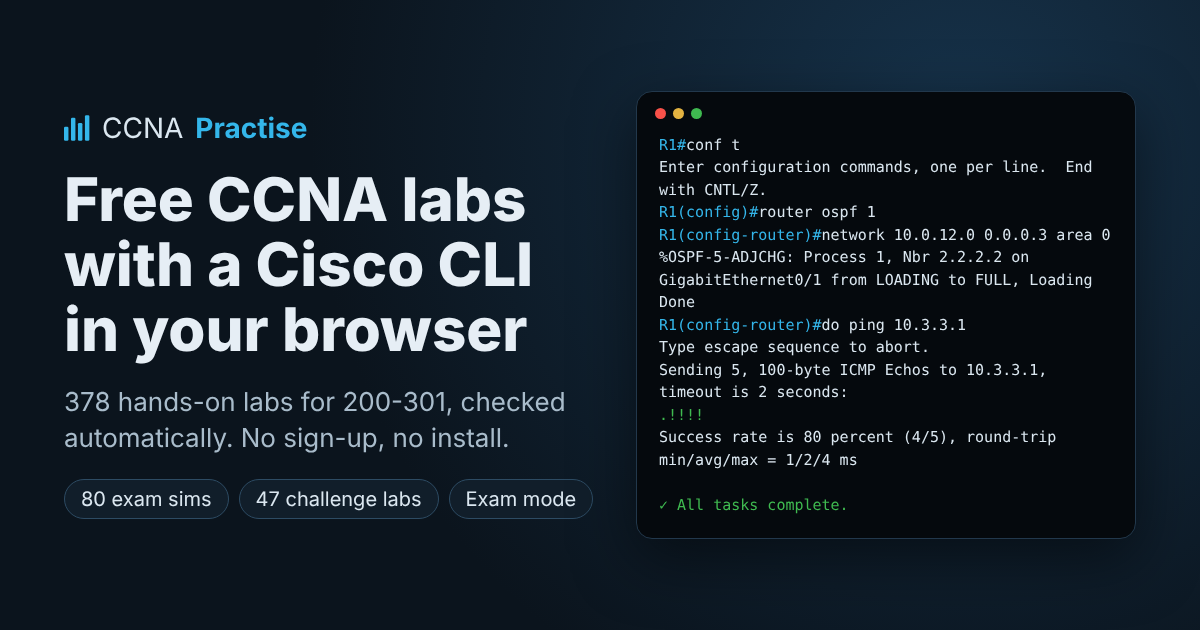 CCNA Practise
Free CCNA labs
with a Cisco CLI
in your browser
378 hands-on labs for 200-301, checked
automatically. No sign-up, no install.
80 exam sims
47 challenge labs
Exam mode
R1#conf t
Enter configuration commands, one per line.  End
with CNTL/Z.
R1(config)#router ospf 1
R1(config-router)#network 10.0.12.0 0.0.0.3 area 0
%OSPF-5-ADJCHG: Process 1, Nbr 2.2.2.2 on
GigabitEthernet0/1 from LOADING to FULL, Loading
Done
R1(config-router)#do ping 10.3.3.1
Type escape sequence to abort.
Sending 5, 100-byte ICMP Echos to 10.3.3.1,
timeout is 2 seconds:
.!!!!
Success rate is 80 percent (4/5), round-trip
min/avg/max = 1/2/4 ms
✓ All tasks complete.